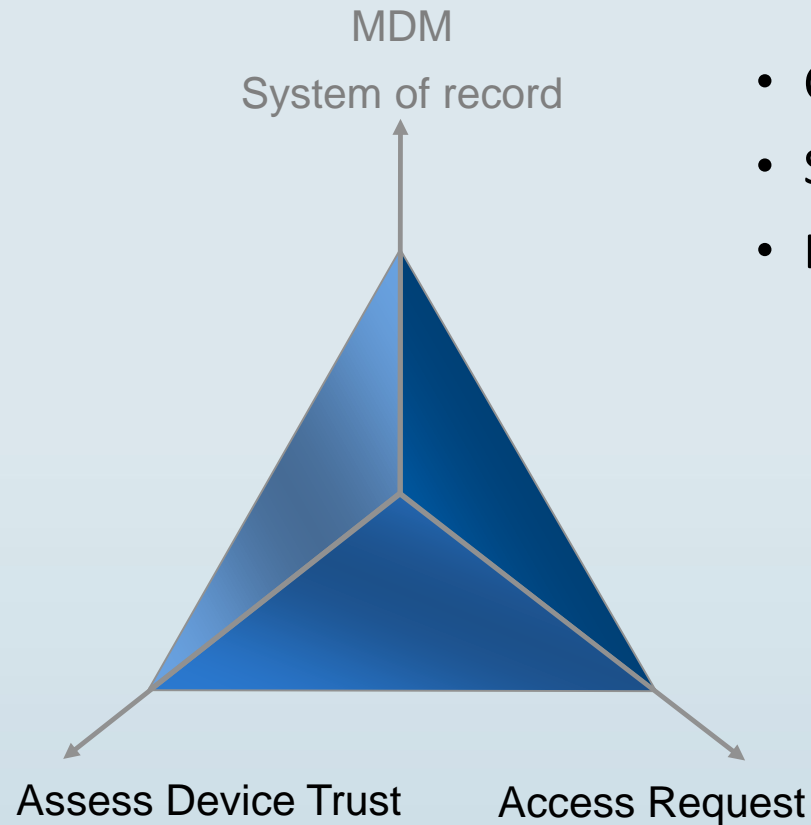 MDM
System of record
Assess Device Trust
Access Request